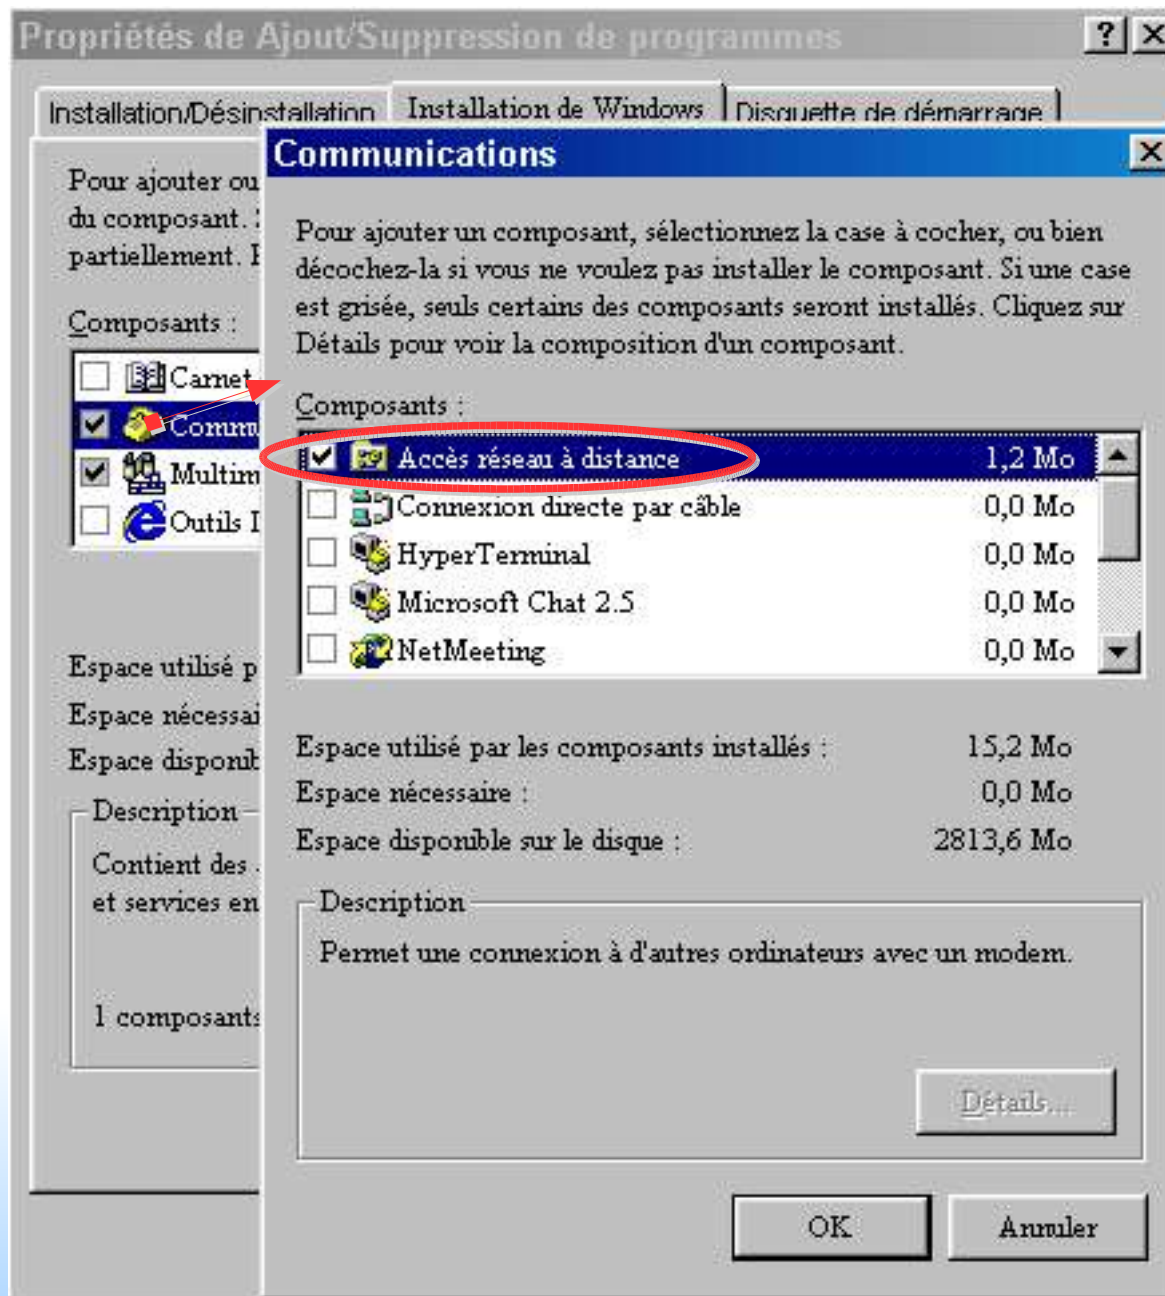 Propriétés de Ajout/Suppression de programmes
Installation/Désinstallation
Installation de Windows
Disquette de démarrage
Pour ajouter ou
du composant.
partiellement.
Composants :
Carnet
Commu
Multim
Outils I
Espace utilisé p
Espace nécessai
Espace disponib
Description
Contient des
et services en
1 composants
Communications
Pour ajouter un composant, sélectionnez la case à cocher, ou bien
décochez-la si vous ne voulez pas installer le composant. Si une case
est grisée, seuls certains des composants seront installés. Cliquez sur
Détails pour voir la composition d'un composant.
Composants :
Accès réseau à distance 1,2 Mo
Connexion directe par câble 0,0 Mo
HyperTerminal 0,0 Mo
Microsoft Chat 2.5 0,0 Mo
NetMeeting 0,0 Mo
Espace utilisé par les composants installés : 15,2 Mo
Espace nécessaire : 0,0 Mo
Espace disponible sur le disque : 2813,6 Mo
Description
Permet une connexion à d'autres ordinateurs avec un modem.
Détails...
OK
Annuler